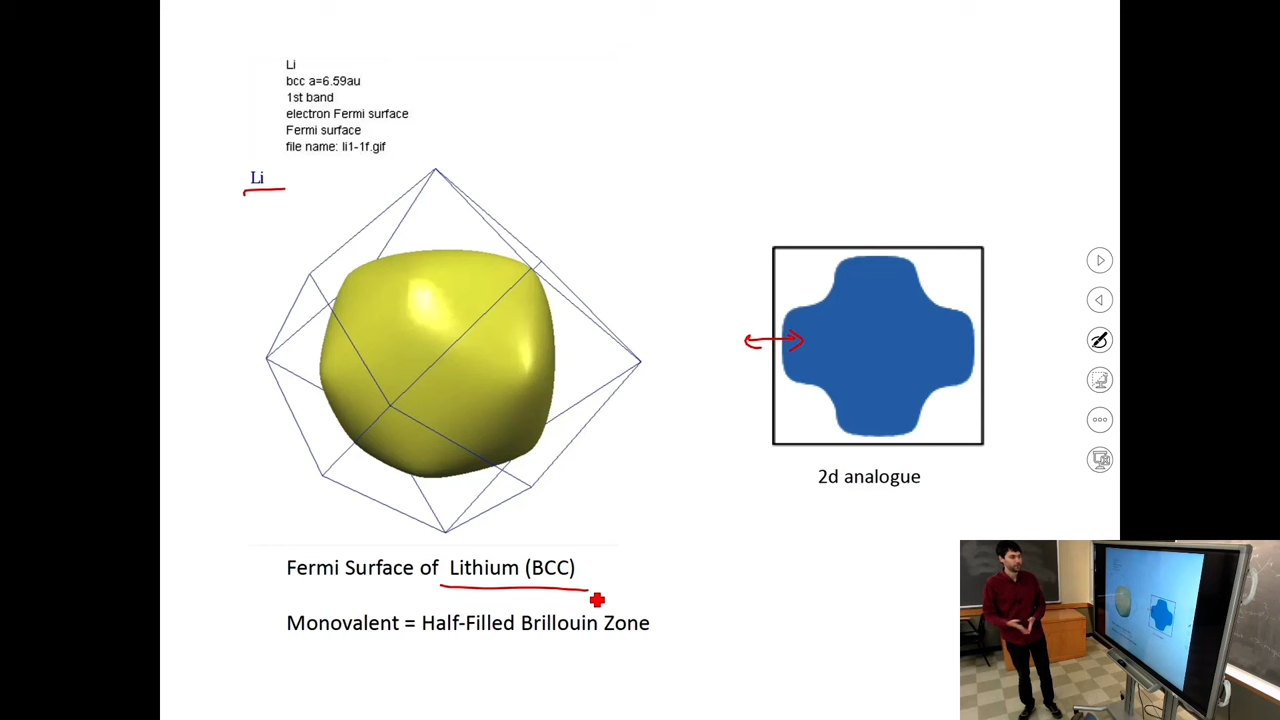 Li
bcc a=6.59au
1st band
electron Fermi surface
Fermi surface
file name: li1-1f.gif
Li
2d analogue
Fermi Surface of Lithium (BCC)
Monovalent = Half-Filled Brillouin Zone